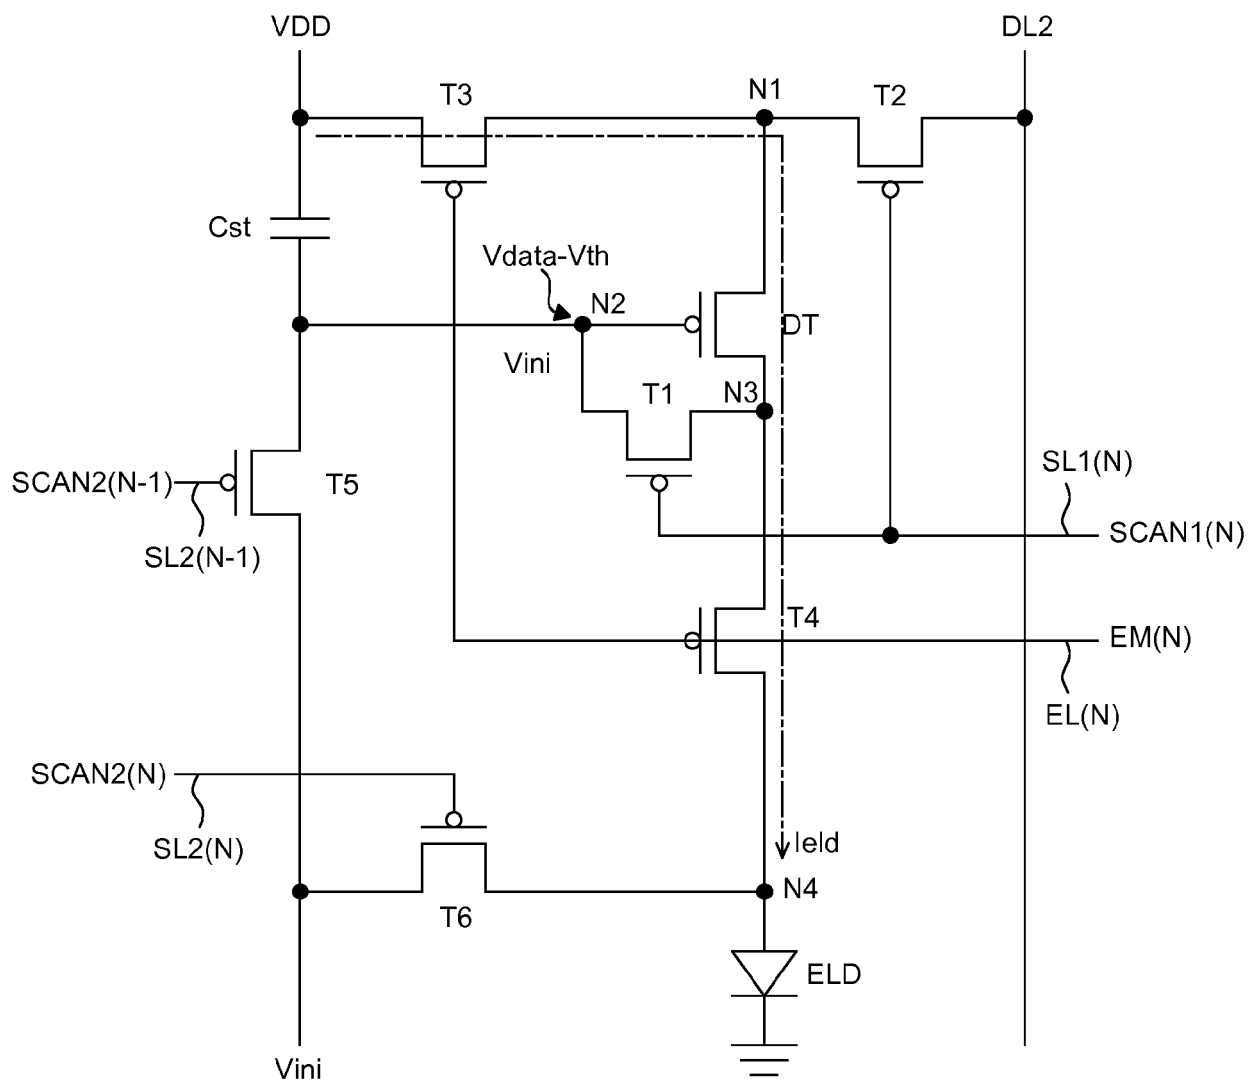 VDD
DL2
T3
N1
T2
Cst
Vdata-Vth
N2
DT
Vini
T1
N3
SCAN2(N-1)
T5
SL1(N)
SL2(N-1)
SCAN1(N)
T4
EM(N)
EL(N)
SCAN2(N)
SL2(N)
Ield
N4
T6
ELD
Vini